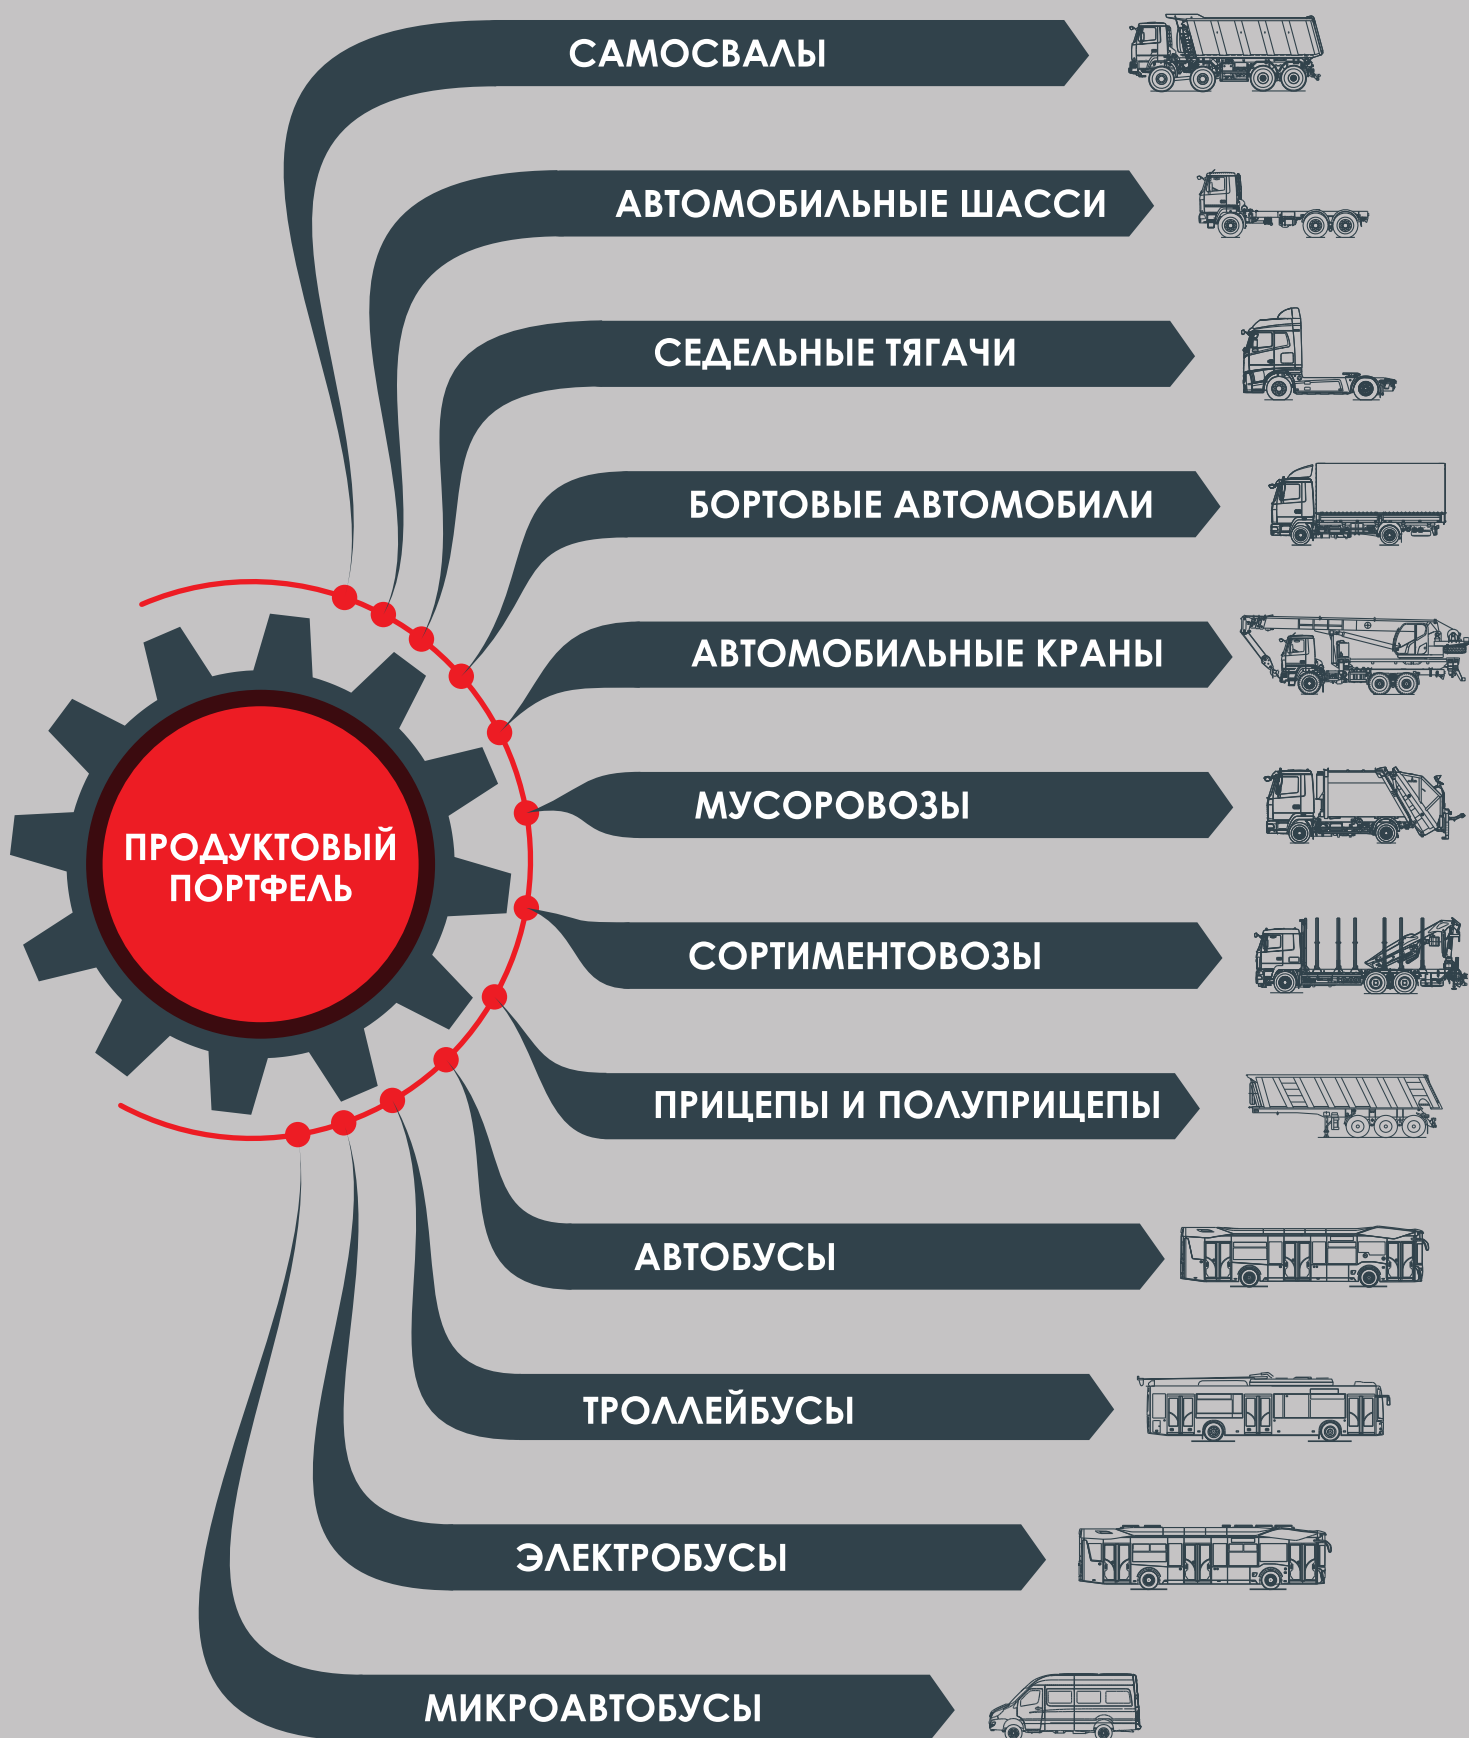 САМОСВАЛЫ
АВТОМОБИЛЬНЫЕ ШАССИ
СЕДЕЛЬНЫЕ ТЯГАЧИ
БОРТОВЫЕ АВТОМОБИЛИ
АВТОМОБИЛЬНЫЕ КРАНЫ
МУСОРОВОЗЫ
ПРОДУКТОВЫЙ
ПОРТФЕЛЬ
СОРТИМЕНТОВОЗЫ
ПРИЦЕПЫ И ПОЛУПРИЦЕПЫ
АВТОБУСЫ
ТРОЛЛЕЙБУСЫ
ЭЛЕКТРОБУСЫ
МИКРОАВТОБУСЫ